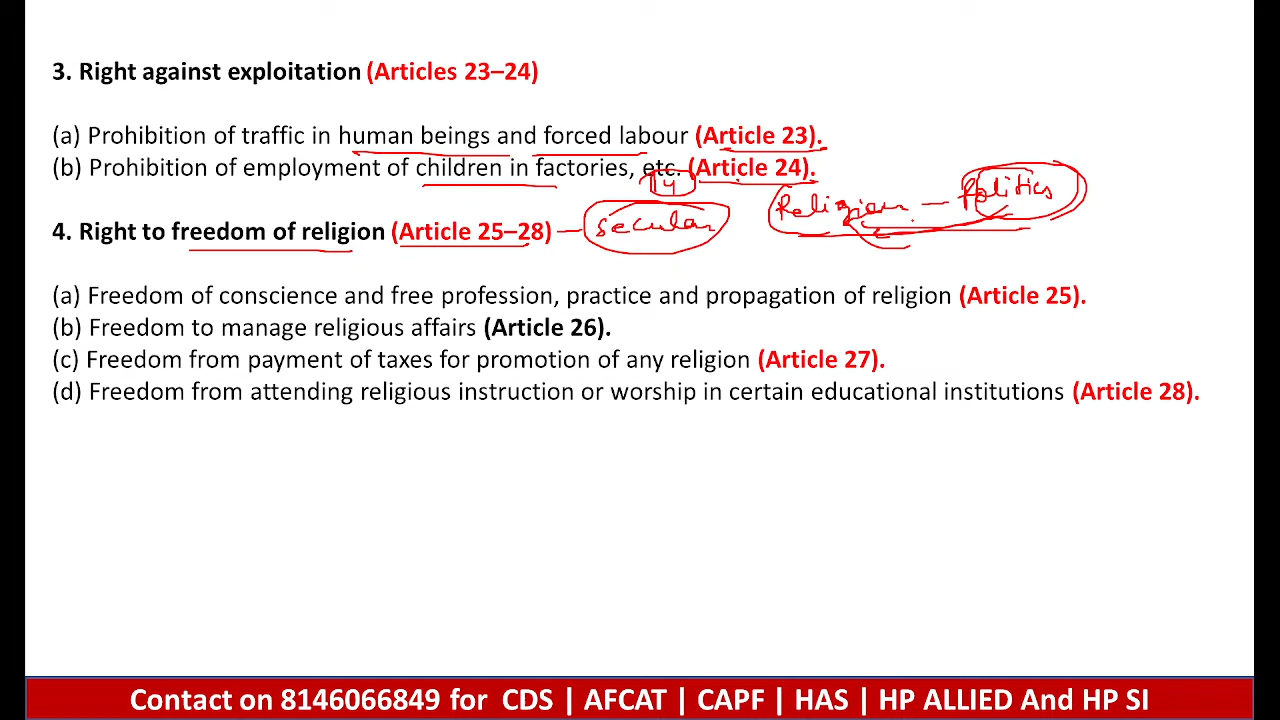 3. Right against exploitation (Articles 23–24)
(a) Prohibition of traffic in human beings and forced labour (Article 23).
(b) Prohibition of employment of children in factories, etc. (Article 24).
14
Religion — Politics
4. Right to freedom of religion (Article 25–28) — Secular
(a) Freedom of conscience and free profession, practice and propagation of religion (Article 25).
(b) Freedom to manage religious affairs (Article 26).
(c) Freedom from payment of taxes for promotion of any religion (Article 27).
(d) Freedom from attending religious instruction or worship in certain educational institutions (Article 28).
Contact on 8146066849 for CDS | AFCAT | CAPF | HAS | HP ALLIED And HP SI